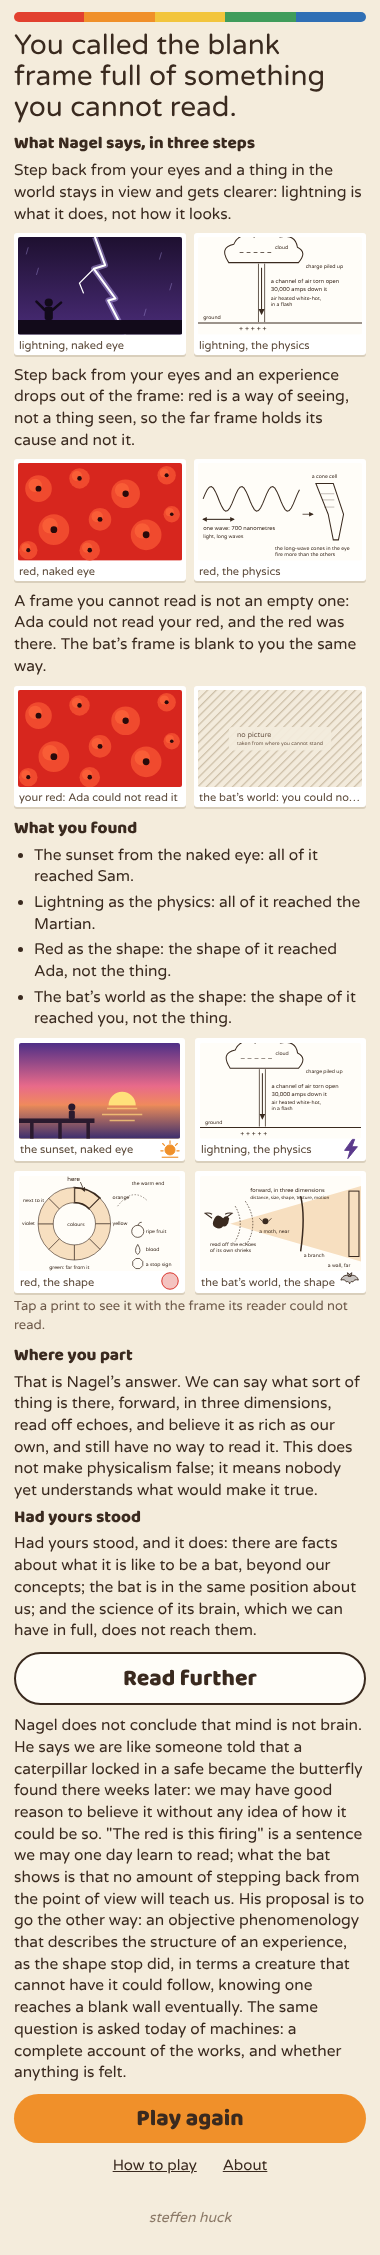 You called the blank
frame full of something
you cannot read.
What Nagel says, in three steps
Step back from your eyes and a thing in the
world stays in view and gets clearer: lightning is
what it does, not how it looks.
cloud
charge piled up
a channel of air torn open
30,000 amps down it
air heated white-hot,
in a flash
ground
+ + + + +
lightning, naked eye
lightning, the physics
Step back from your eyes and an experience
drops out of the frame: red is a way of seeing,
not a thing seen, so the far frame holds its
cause and not it.
a cone cell
one wave: 700 nanometres
light, long waves
the long-wave cones in the eye
fire more than the others
red, naked eye
red, the physics
A frame you cannot read is not an empty one:
Ada could not read your red, and the red was
there. The bat's frame is blank to you the same
way.
no picture
taken from where you cannot stand
your red: Ada could not read it
the bat's world: you could no…
What you found
• The sunset from the naked eye: all of it
reached Sam.
• Lightning as the physics: all of it reached the
Martian.
• Red as the shape: the shape of it reached
Ada, not the thing.
• The bat's world as the shape: the shape of it
reached you, not the thing.
cloud
charge piled up
a channel of air torn open
30,000 amps down it
air heated white-hot,
in a flash
ground
+ + + + +
the sunset, naked eye
lightning, the physics
here
the warm end
next to it
orange
violet
colours
yellow
ripe fruit
blood
green: far from it
a stop sign
red, the shape
forward, in three dimensions
distance, size, shape, texture, motion
a moth, near
read off the echoes
of its own shrieks
a branch
a wall, far
the bat's world, the shape
Tap a print to see it with the frame its reader could not
read.
Where you part
That is Nagel's answer. We can say what sort of
thing is there, forward, in three dimensions,
read off echoes, and believe it as rich as our
own, and still have no way to read it. This does
not make physicalism false; it means nobody
yet understands what would make it true.
Had yours stood
Had yours stood, and it does: there are facts
about what it is like to be a bat, beyond our
concepts; the bat is in the same position about
us; and the science of its brain, which we can
have in full, does not reach them.
Read further
Nagel does not conclude that mind is not brain.
He says we are like someone told that a
caterpillar locked in a safe became the butterfly
found there weeks later: we may have good
reason to believe it without any idea of how it
could be so. "The red is this firing" is a sentence
we may one day learn to read; what the bat
shows is that no amount of stepping back from
the point of view will teach us. His proposal is to
go the other way: an objective phenomenology
that describes the structure of an experience,
as the shape stop did, in terms a creature that
cannot have it could follow, knowing one
reaches a blank wall eventually. The same
question is asked today of machines: a
complete account of the works, and whether
anything is felt.
Play again
How to play
About
steffen huck